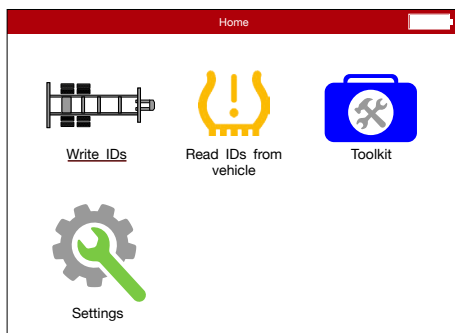 Home
Write IDs
Read IDs from
vehicle
Toolkit
Settings